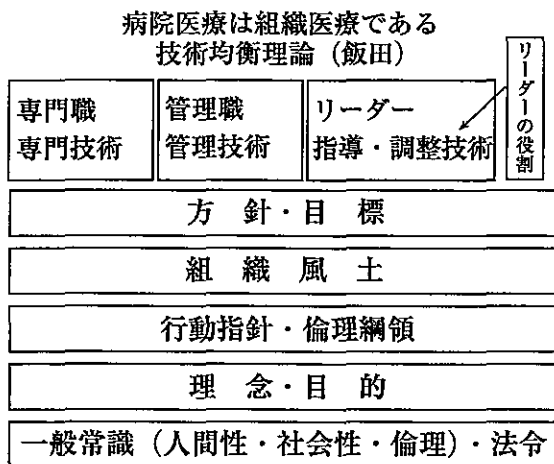 病院医療は組織医療である
技術均衡理論（飯田）
専門職
専門技術
管理職
管理技術
リーダー
指導・調整技術
リーダーの役割
方針・目標
組織風土
行動指針・倫理綱領
理念・目的
一般常識（人間性・社会性・倫理）・法令